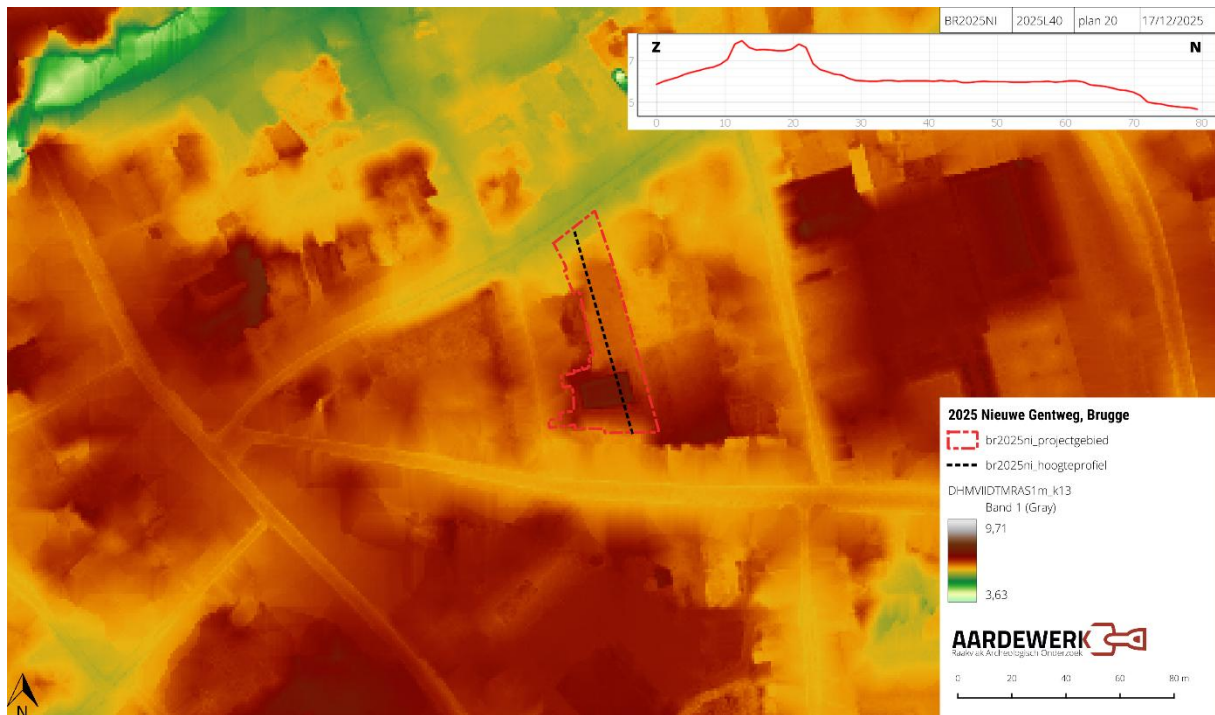 BR2025NI 2025L40 plan 20 17/12/2025
Z N
7
5
0 10 20 30 40 50 60 70 80
2025 Nieuwe Gentweg, Brugge
br2025ni_projectgebied
br2025ni_hoogteprofiel
DHMVIIDTMRAS1m_k13
Band 1 (Gray)
9,71
3,63
AARDEWERK
Raakvlak Archeologisch Onderzoek
0 20 40 60 80 m
N